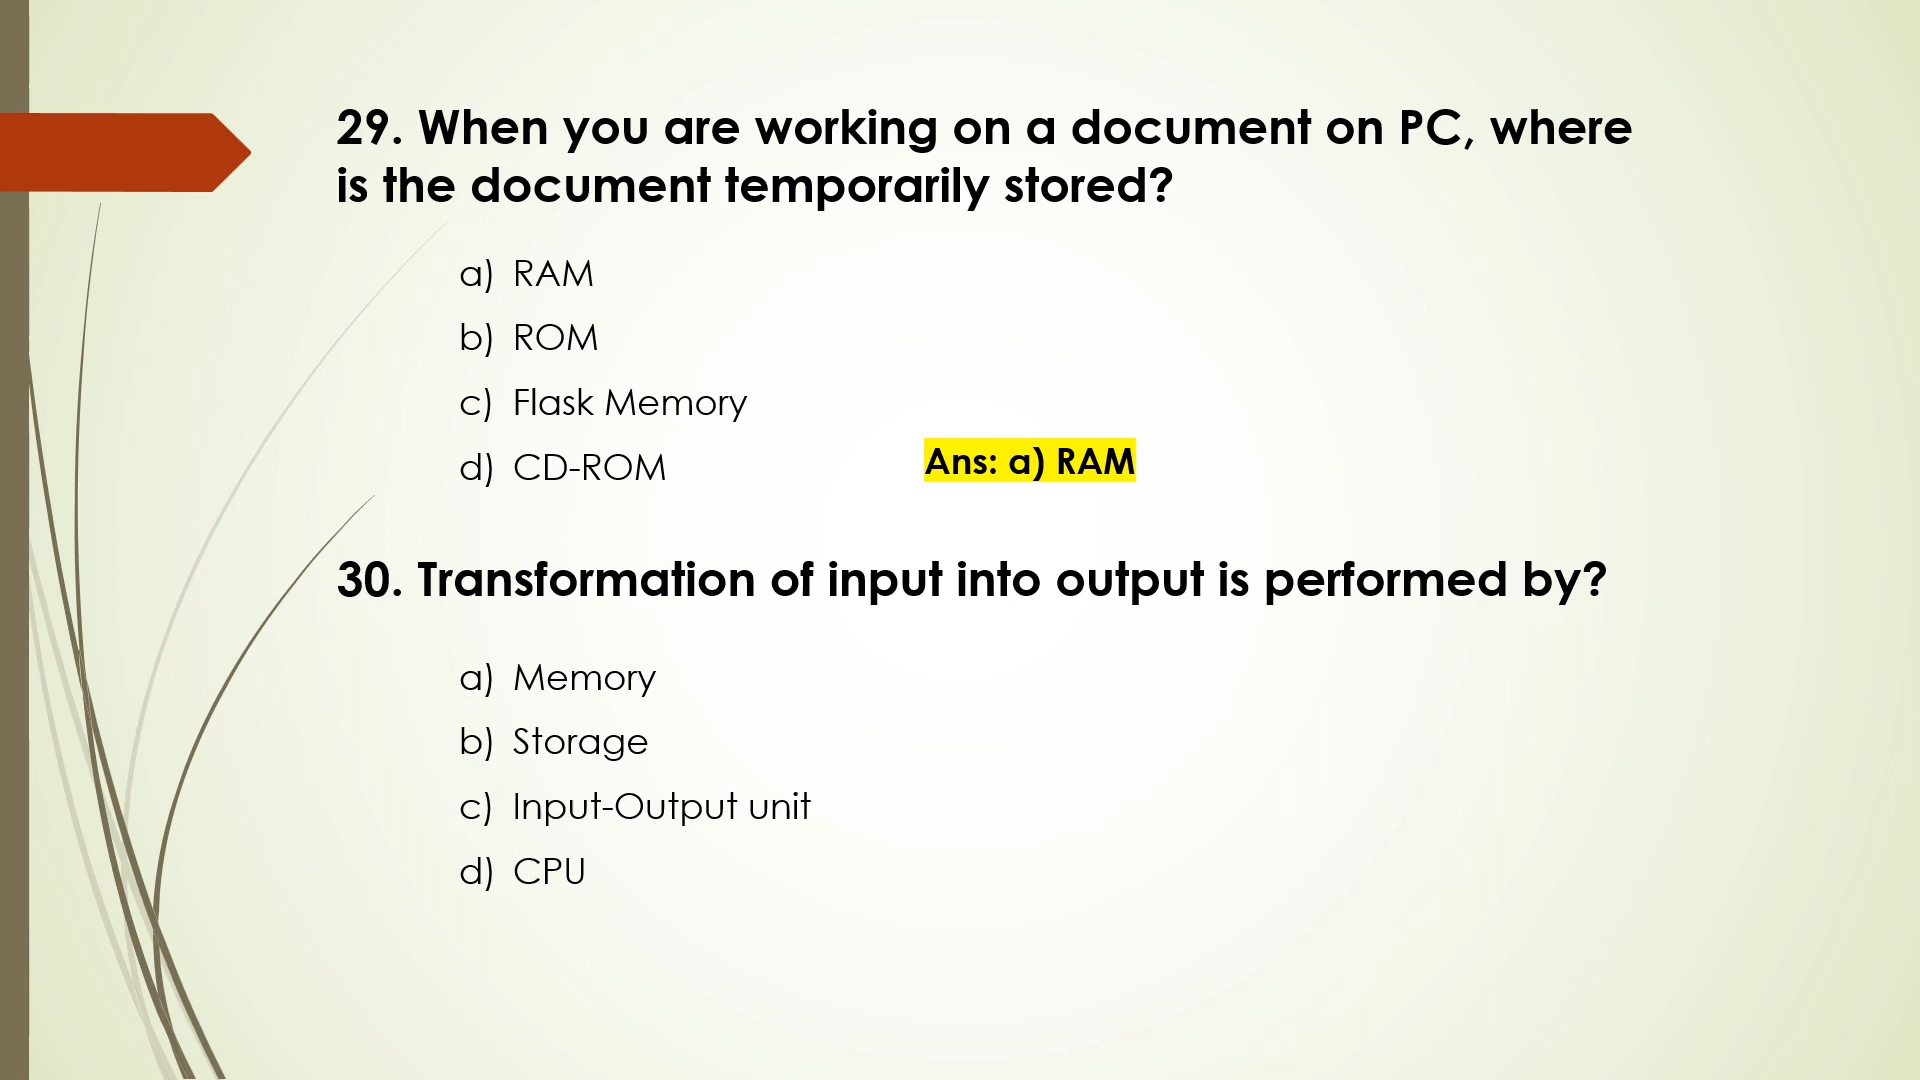 29. When you are working on a document on PC, where
is the document temporarily stored?
a) RAM
b) ROM
c) Flask Memory
d) CD-ROM
Ans: a) RAM
30. Transformation of input into output is performed by?
a) Memory
b) Storage
c) Input-Output unit
d) CPU